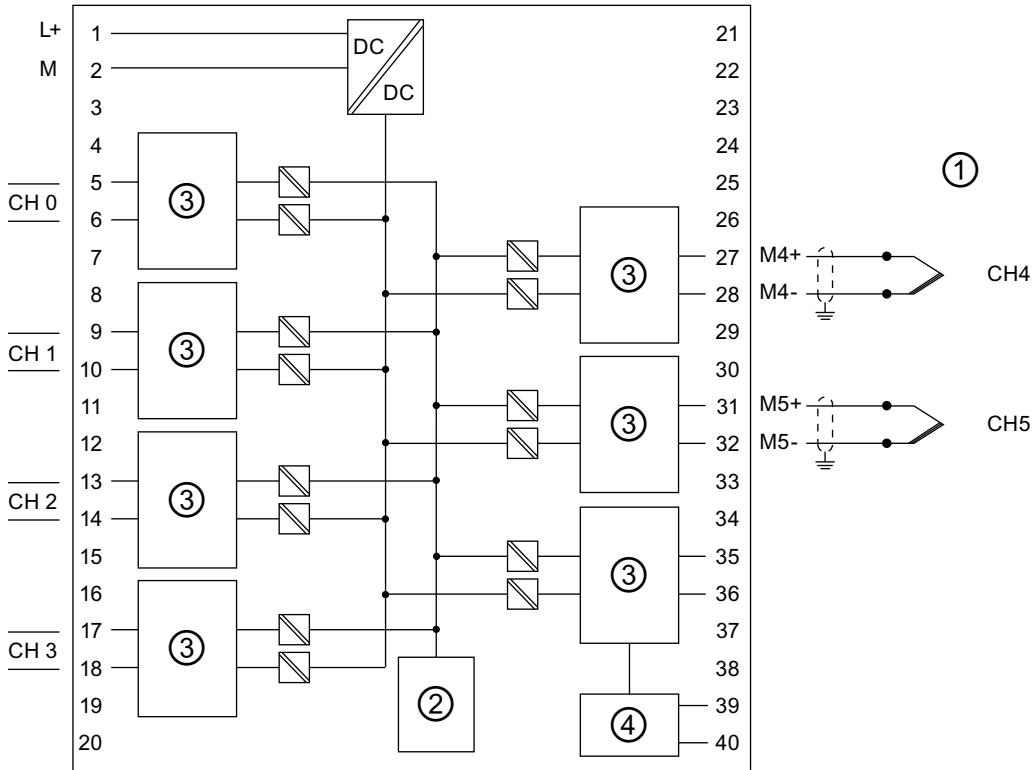 L+ 1 DC 21
M 2 22
DC
3 23
4 24
①
5 25
CH 0 ③
6 26
7 27 M4+
③ CH4
8 28 M4-
9 29
CH 1 ③
10 30
11 31 M5+
③ CH5
12 32 M5-
13 33
CH 2 ③
14 34
15 35
③
16 36
17 37
CH 3 ③
18 38
19 39
② ④
20 40